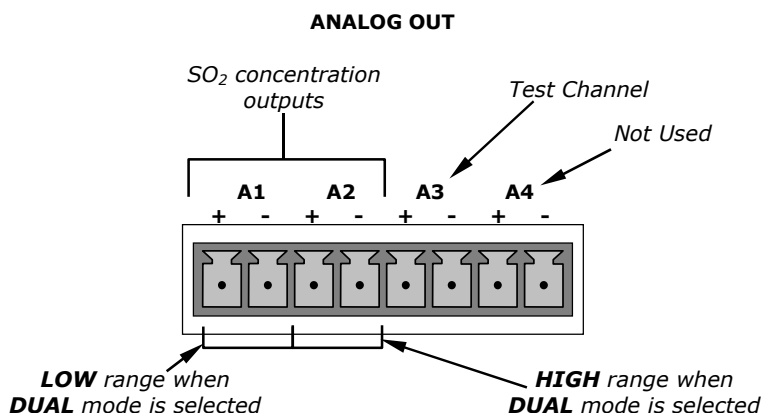 ANALOG OUT
SO₂ concentration
outputs
Test Channel
Not Used
A1 A2 A3 A4
+ - + - + - + -
LOW range when
DUAL mode is selected
HIGH range when
DUAL mode is selected